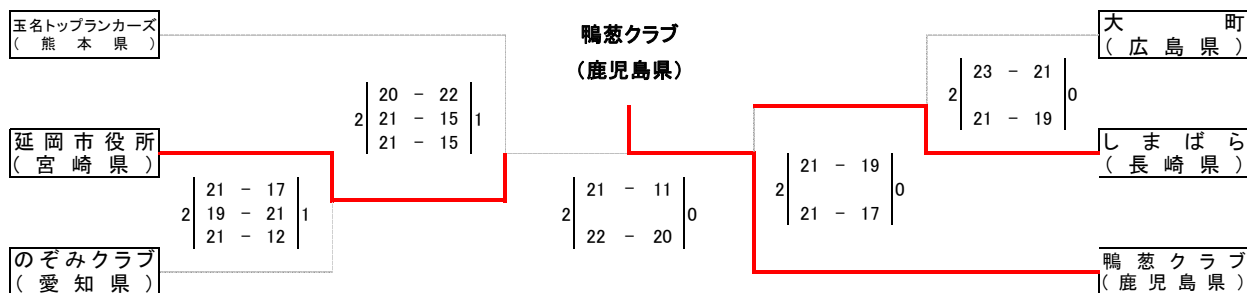 玉名トップランカーズ
(熊本県)
延岡市役所
(宮崎県)
のぞみクラブ
(愛知県)
2 21 - 17 1
19 - 21
21 - 12
2 20 - 22 1
21 - 15
21 - 15
鴨葱クラブ
(鹿児島県)
2 21 - 11 0
22 - 20
2 23 - 21 0
21 - 19
2 21 - 19 0
21 - 17
大町
(広島県)
しまばら
(長崎県)
鴨葱クラブ
(鹿児島県)